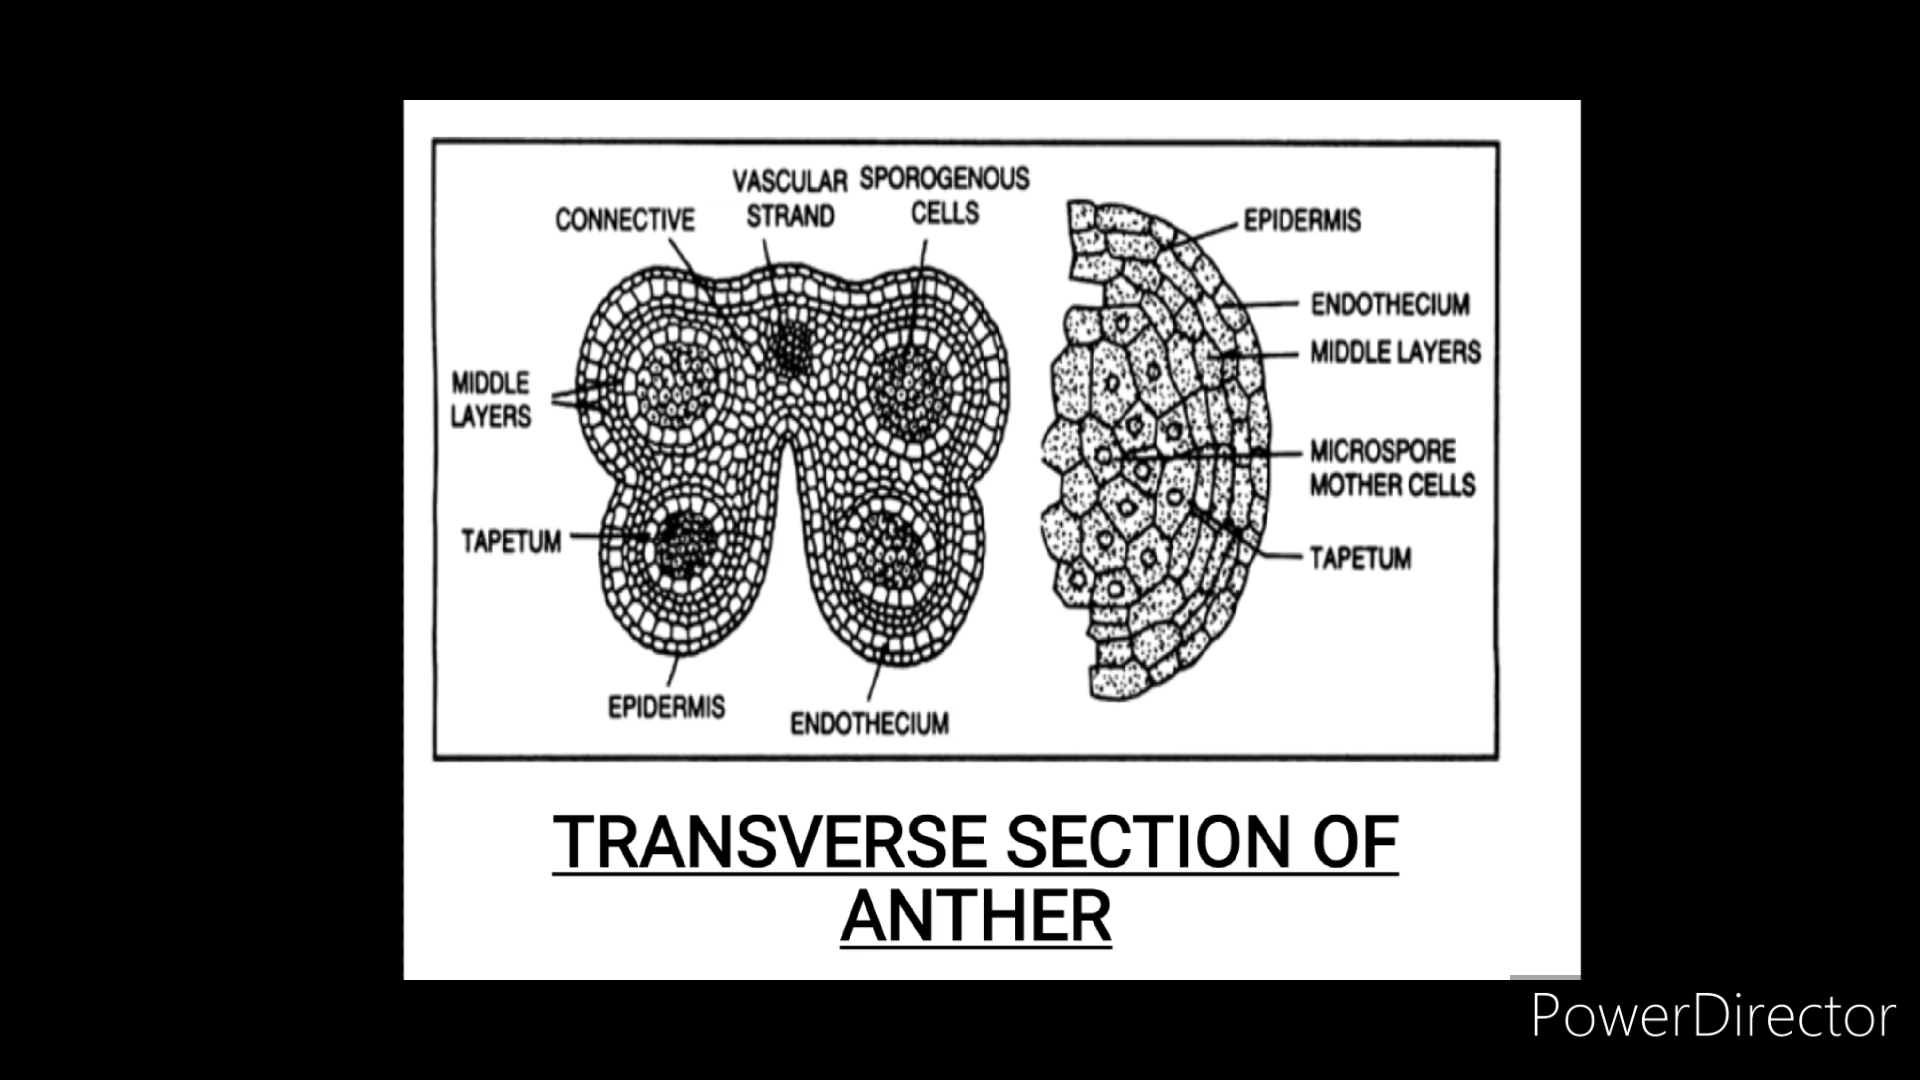 VASCULAR
STRAND
SPOROGENOUS
CELLS
CONNECTIVE
MIDDLE
LAYERS
TAPETUM
EPIDERMIS
ENDOTHECIUM
EPIDERMIS
ENDOTHECIUM
MIDDLE LAYERS
MICROSPORE
MOTHER CELLS
TAPETUM
TRANSVERSE SECTION OF
ANTHER
PowerDirector